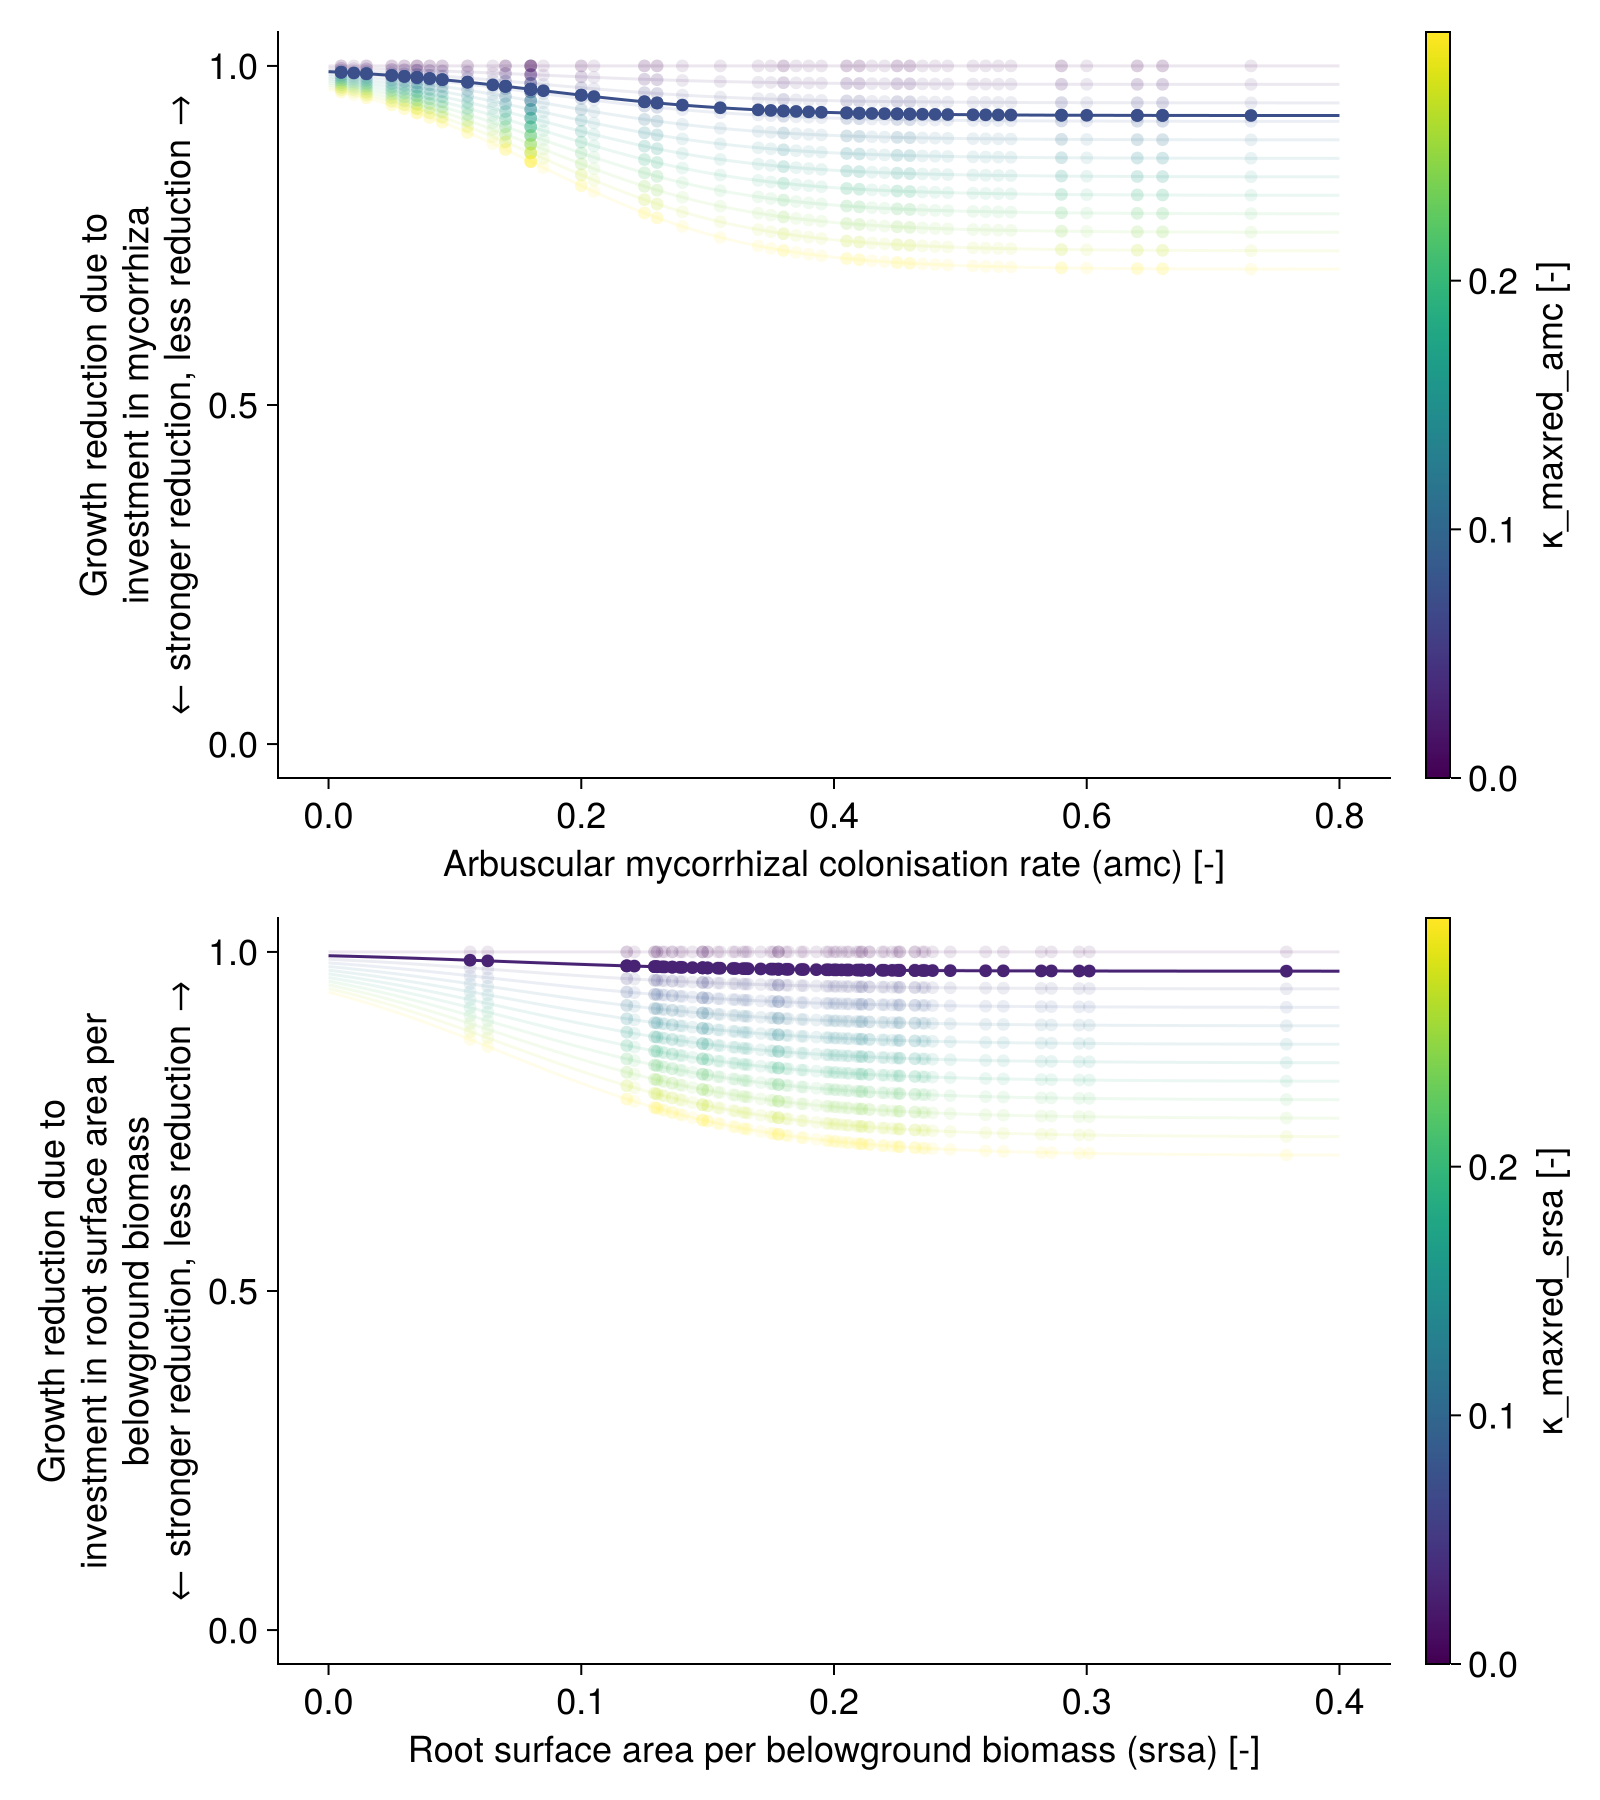 Growth reduction due to
investment in mycorrhiza
← stronger reduction, less reduction →
1.0
0.5
0.0
0.0
0.2
0.4
0.6
0.8
Arbuscular mycorrhizal colonisation rate (amc) [-]
0.2
0.1
0.0
κ_maxred_amc [-]
Growth reduction due to
investment in root surface area per
belowground biomass
← stronger reduction, less reduction →
1.0
0.5
0.0
0.0
0.1
0.2
0.3
0.4
Root surface area per belowground biomass (srsa) [-]
0.2
0.1
0.0
κ_maxred_srsa [-]